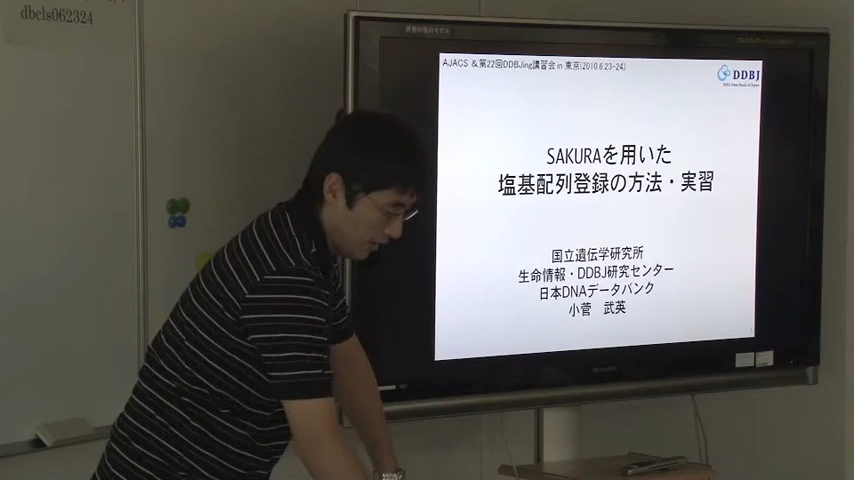 dbcls062324
AJACS & 第22回DDBJing講習会 in 東京(2010.6.23-24)
DDBJ
SAKURAを用いた
塩基配列登録の方法・実習
国立遺伝学研究所
生命情報・DDBJ研究センター
日本DNAデータバンク
小菅 武英